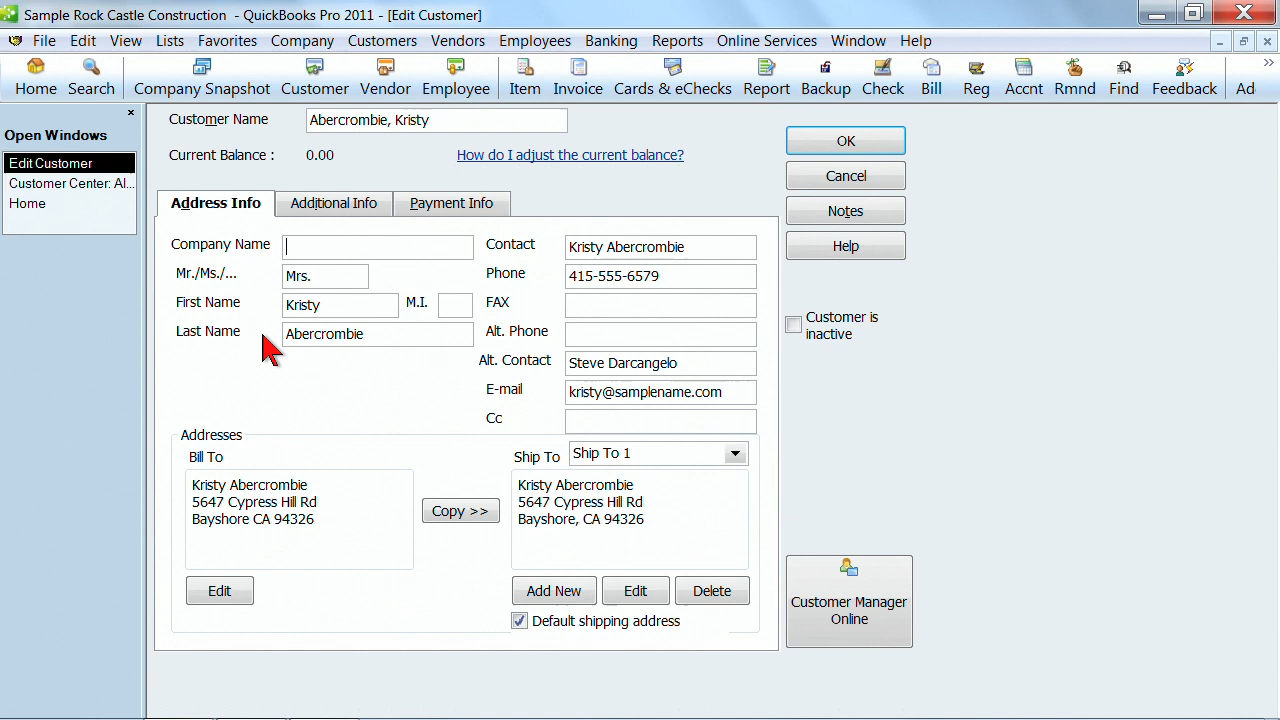 Sample Rock Castle Construction - QuickBooks Pro 2011 - [Edit Customer]
File Edit View Lists Favorites Company Customers Vendors Employees Banking Reports Online Services Window Help
Home Search Company Snapshot Customer Vendor Employee Item Invoice Cards & eChecks Report Backup Check Bill Reg Accnt Rmnd Find Feedback Ad
Open Windows
Edit Customer
Customer Center: Al...
Home
Customer Name Abercrombie, Kristy
Current Balance : 0.00 How do I adjust the current balance?
Address Info Additional Info Payment Info
Company Name
Mr./Ms./... Mrs.
First Name Kristy M.I.
Last Name Abercrombie
Contact Kristy Abercrombie
Phone 415-555-6579
FAX
Alt. Phone
Alt. Contact Steve Darcangelo
E-mail kristy@samplename.com
Cc
Addresses
Bill To
Kristy Abercrombie
5647 Cypress Hill Rd
Bayshore CA 94326
Edit
Copy >>
Ship To Ship To 1
Kristy Abercrombie
5647 Cypress Hill Rd
Bayshore, CA 94326
Add New Edit Delete
Default shipping address
OK
Cancel
Notes
Help
Customer is
inactive
Customer Manager
Online